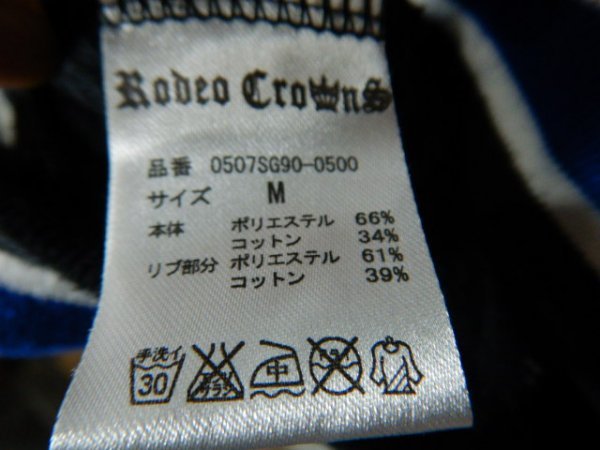 Rodeo Crowns
品番 0507SG90-0500
サイズ M
本体 ポリエステル 66%
コットン 34%
リブ部分 ポリエステル 61%
コットン 39%
手洗イ
30
中